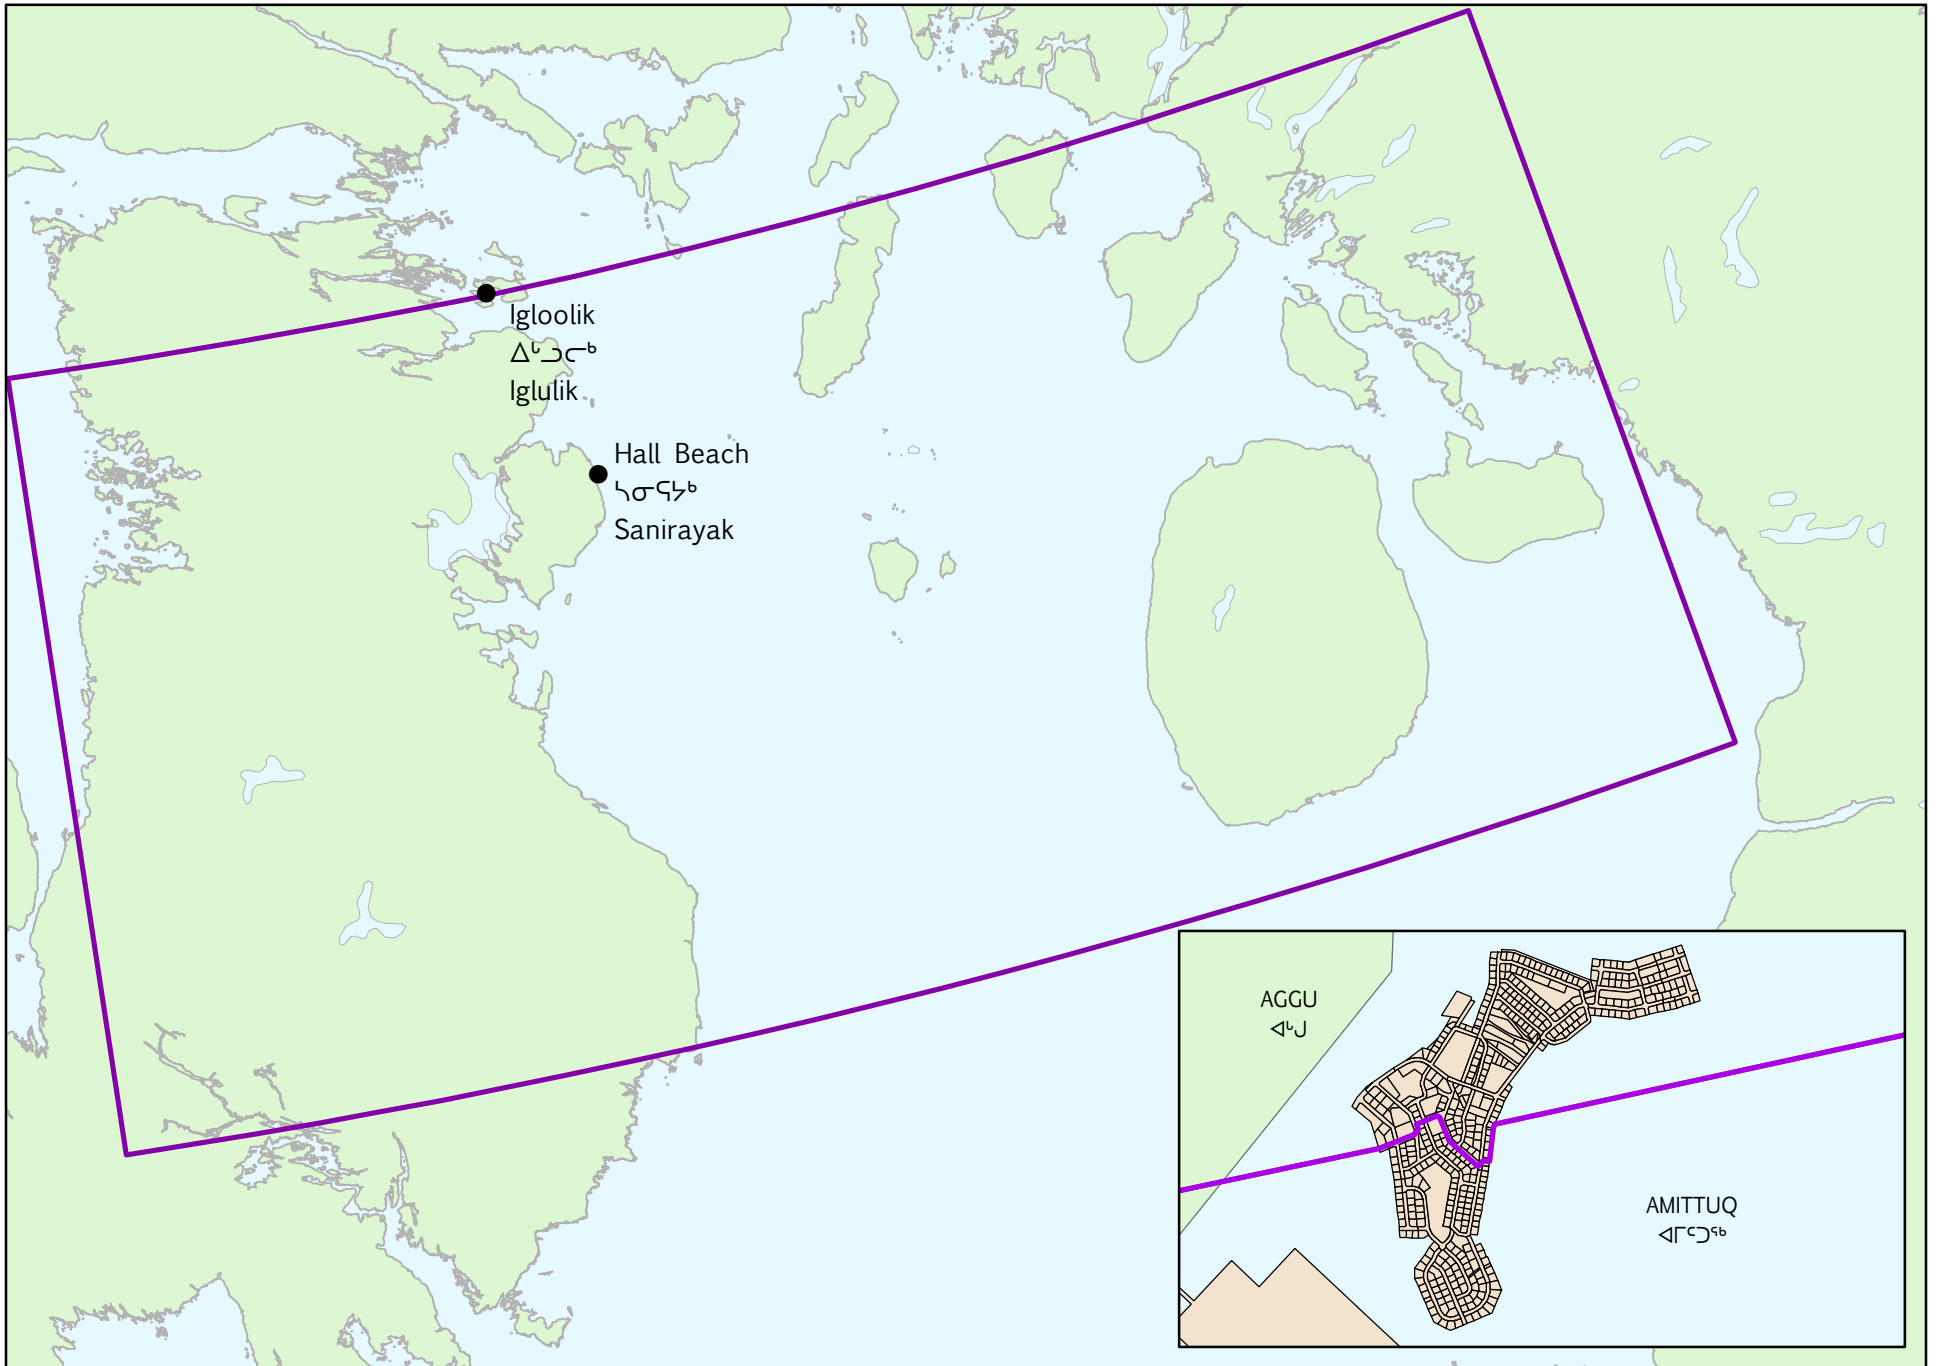 Igloolik
ᐃᒡᓗᓕᒃ
Iglulik
Hall Beach
ᓴᓂᕋᔭᒃ
Sanirayak
AGGU
ᐊᒡᒍ
AMITTUQ
ᐊᒥᑦᑐᖅ